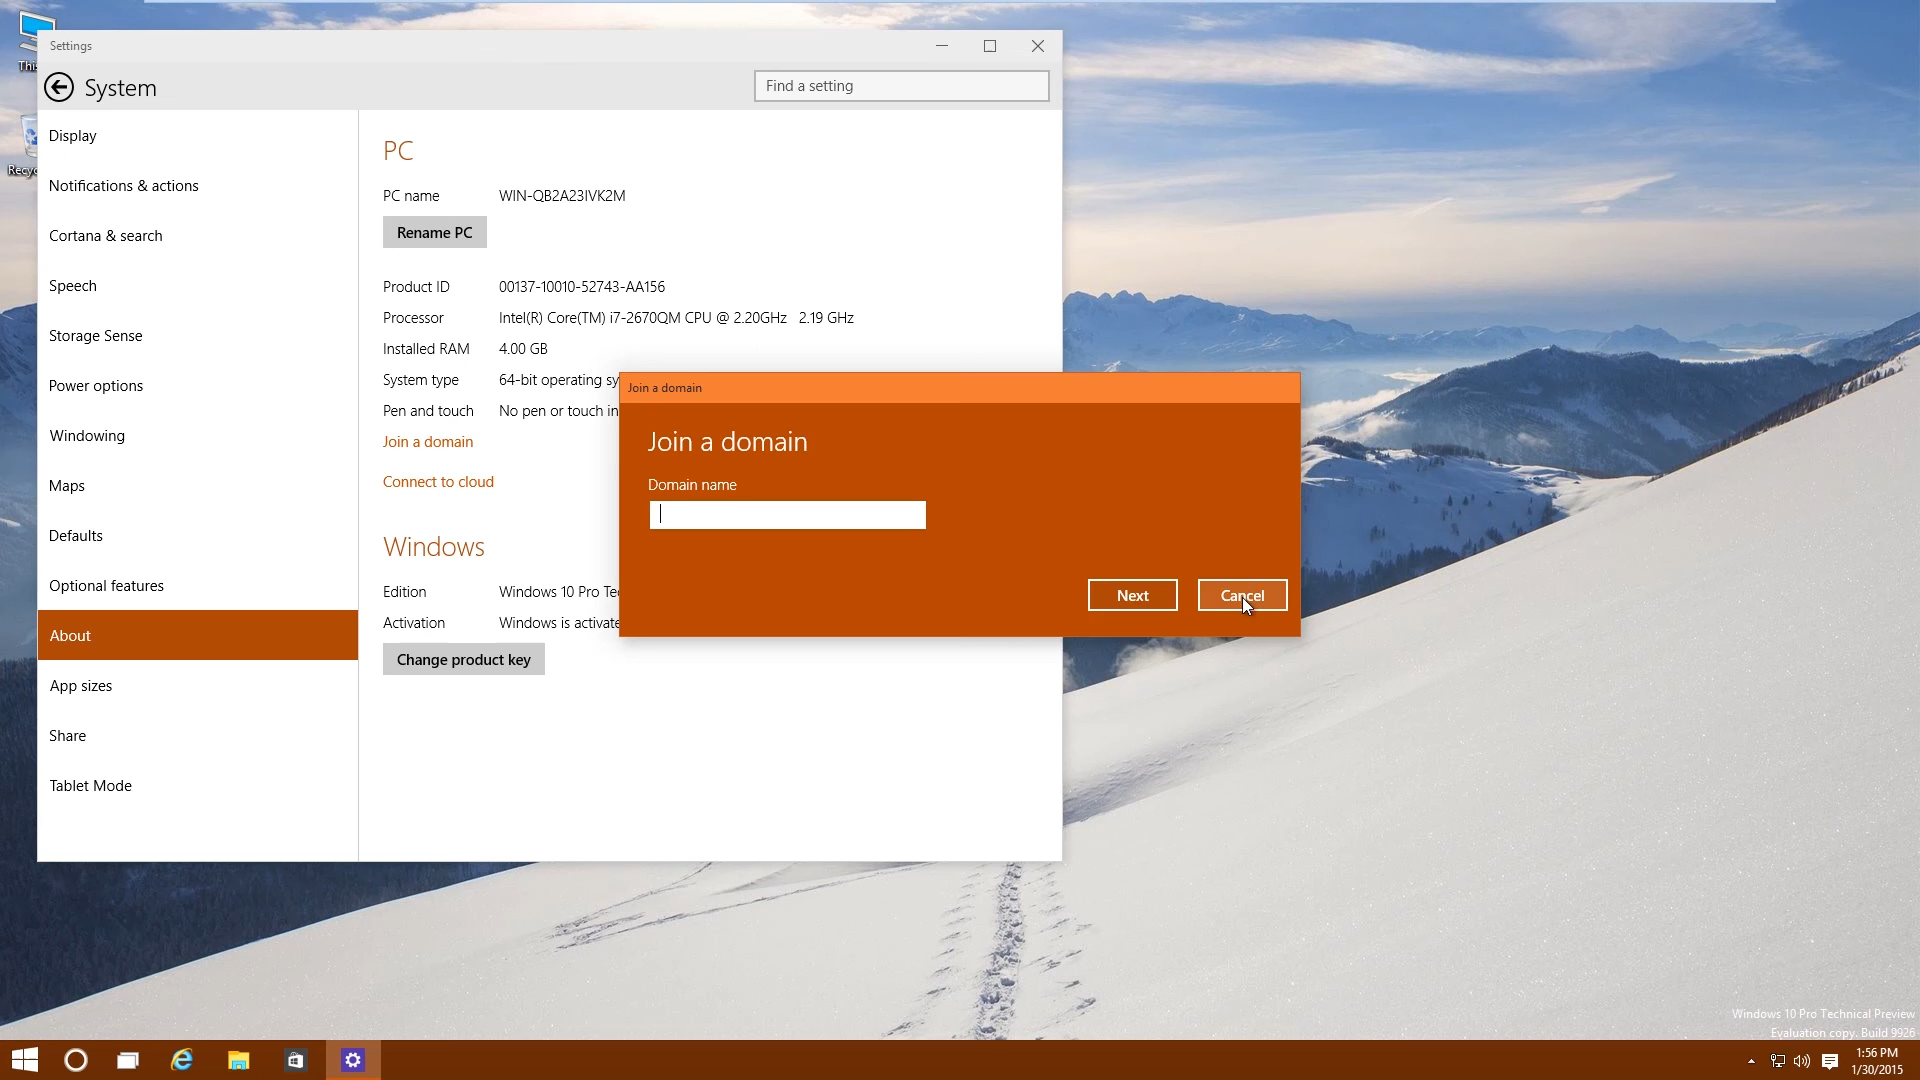 Settings
System
Find a setting
Display
Notifications & actions
Cortana & search
Speech
Storage Sense
Power options
Windowing
Maps
Defaults
Optional features
About
App sizes
Share
Tablet Mode
PC
PC name WIN-QB2A23IVK2M
Rename PC
Product ID 00137-10010-52743-AA156
Processor Intel(R) Core(TM) i7-2670QM CPU @ 2.20GHz 2.19 GHz
Installed RAM 4.00 GB
System type 64-bit operating sy
Pen and touch No pen or touch in
Join a domain
Connect to cloud
Windows
Edition Windows 10 Pro Te
Activation Windows is activate
Change product key
Join a domain
Join a domain
Domain name
Next Cancel
Thi
Recyc
Windows 10 Pro Technical Preview
Evaluation copy. Build 9926
1:56 PM
1/30/2015